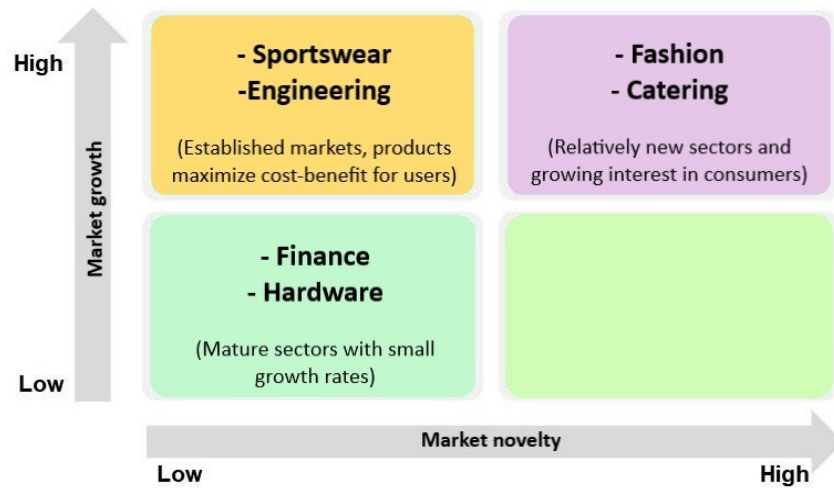 High
Market growth
Low
- Sportswear
-Engineering
(Established markets, products
maximize cost-benefit for users)
- Fashion
- Catering
(Relatively new sectors and
growing interest in consumers)
- Finance
- Hardware
(Mature sectors with small
growth rates)
Market novelty
Low
High